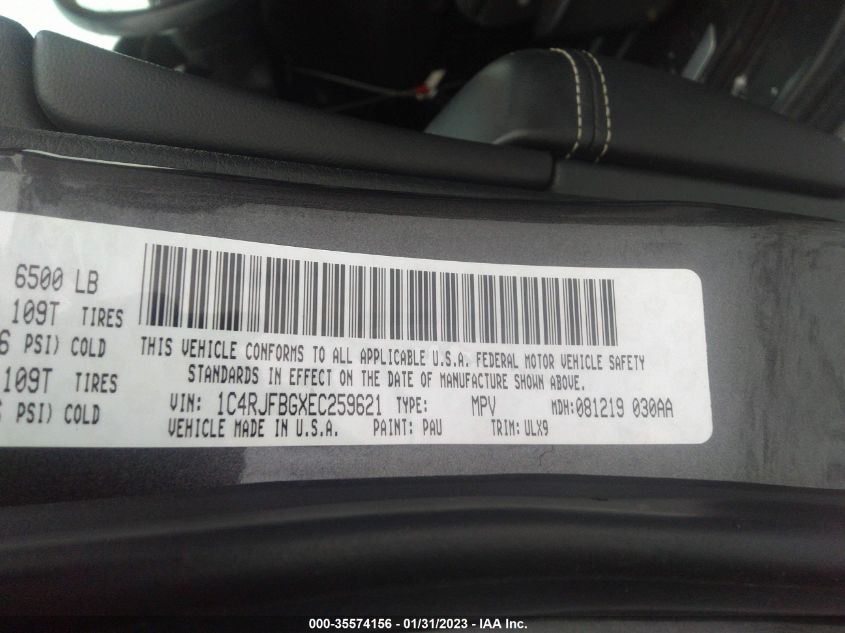 6500 LB
109T TIRES
PSI) COLD
109T TIRES
PSI) COLD
THIS VEHICLE CONFORMS TO ALL APPLICABLE U.S.A. FEDERAL MOTOR VEHICLE SAFETY
STANDARDS IN EFFECT ON THE DATE OF MANUFACTURE SHOWN ABOVE.
VIN: 1C4RJFBGXEC259621 TYPE: MPV MDH: 081219 030AA
VEHICLE MADE IN U.S.A. PAINT: PAU TRIM: ULX9
000-35574156 — 01/31/2023 — © IAA Inc.